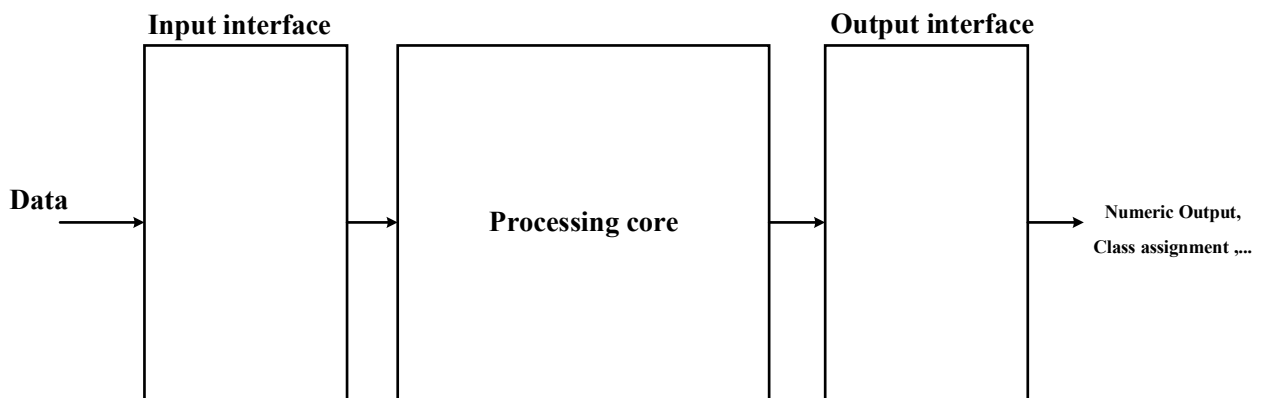 Input interface
Output interface
Data
Processing core
Numeric Output,
Class assignment ,...